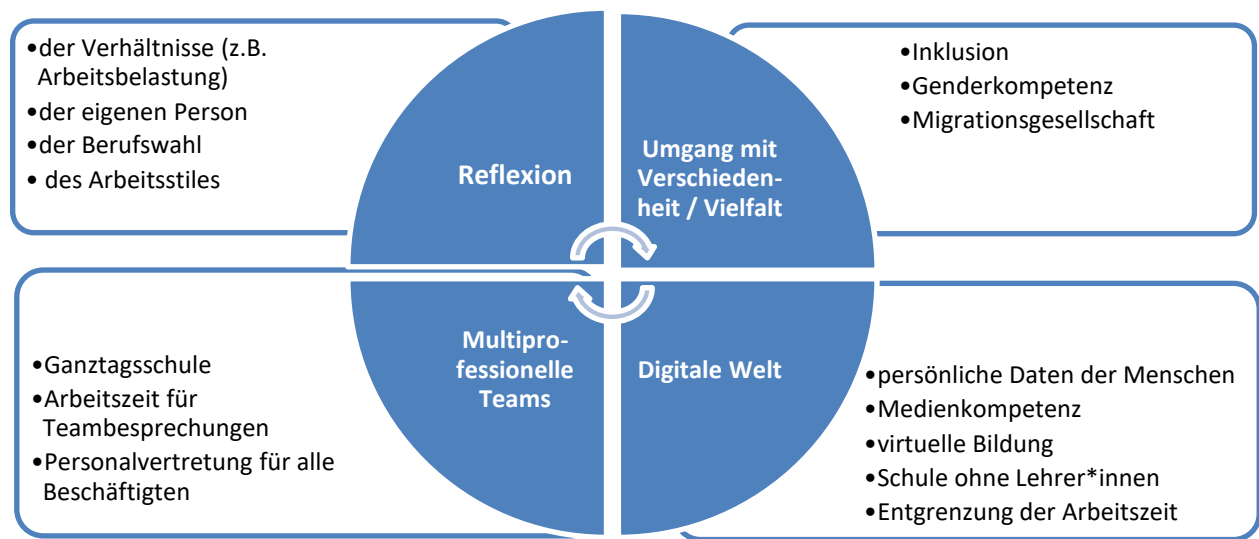 •der Verhältnisse (z.B.
Arbeitsbelastung)
•der eigenen Person
•der Berufswahl
• des Arbeitsstiles
Reflexion
Umgang mit
Verschieden-
heit / Vielfalt
•Inklusion
•Genderkompetenz
•Migrationsgesellschaft
•Ganztagsschule
•Arbeitszeit für
Teambesprechungen
•Personalvertretung für alle
Beschäftigten
Multipro-
fessionelle
Teams
Digitale Welt
•persönliche Daten der Menschen
•Medienkompetenz
•virtuelle Bildung
•Schule ohne Lehrer*innen
•Entgrenzung der Arbeitszeit